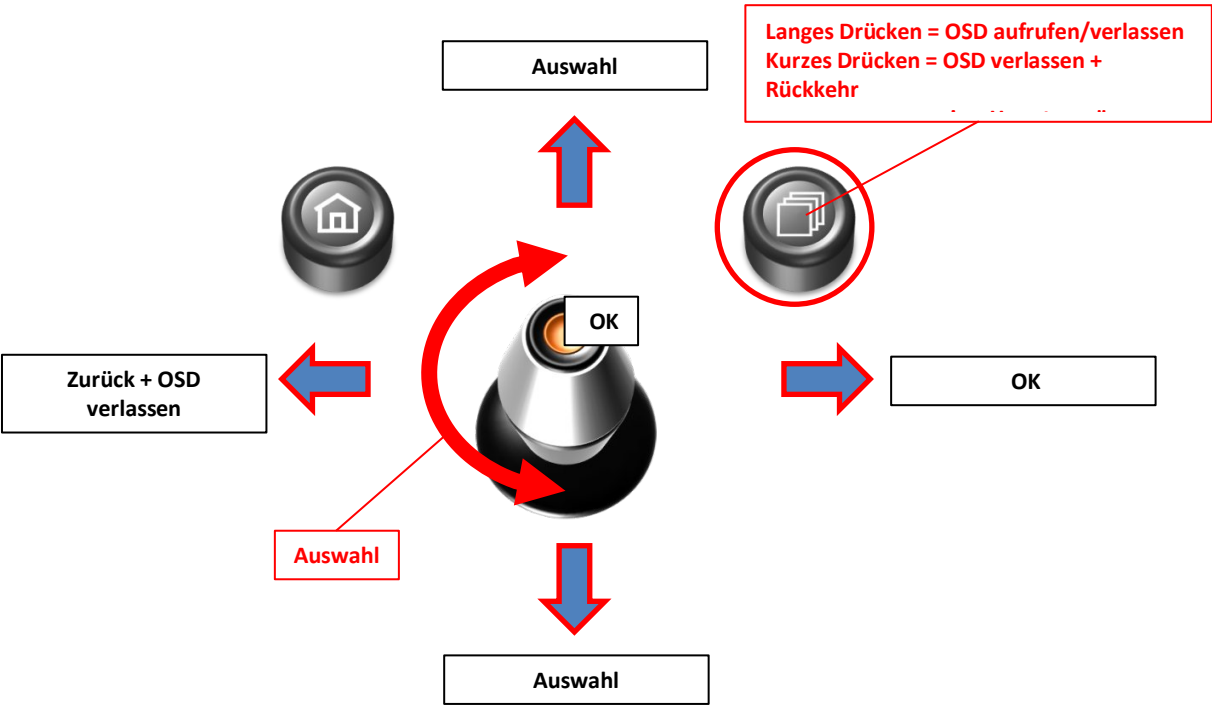 Langes Drücken = OSD aufrufen/verlassen
Kurzes Drücken = OSD verlassen +
Rückkehr
Auswahl
OK
Zurück + OSD
verlassen
OK
Auswahl
Auswahl